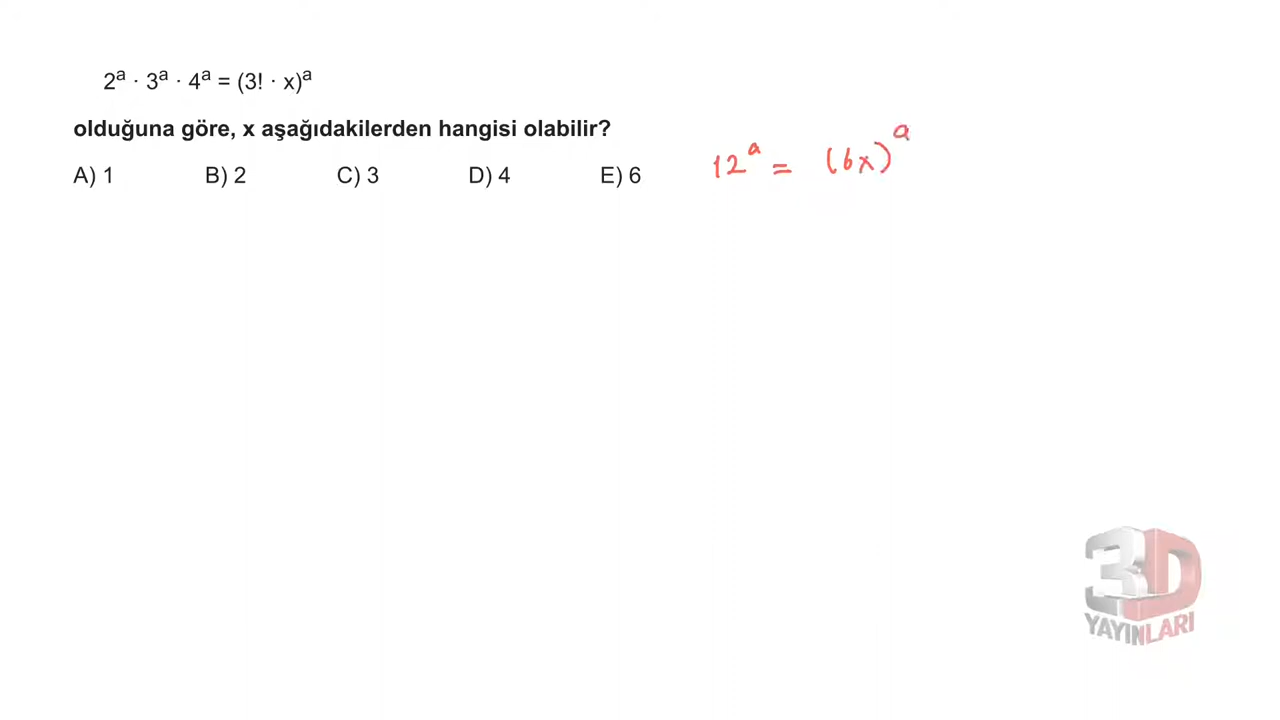 2ᵃ · 3ᵃ · 4ᵃ = (3! · x)ᵃ
olduğuna göre, x aşağıdakilerden hangisi olabilir?
A) 1 B) 2 C) 3 D) 4 E) 6
12ᵃ = (6x)ᵃ
3D
YAYINLARI